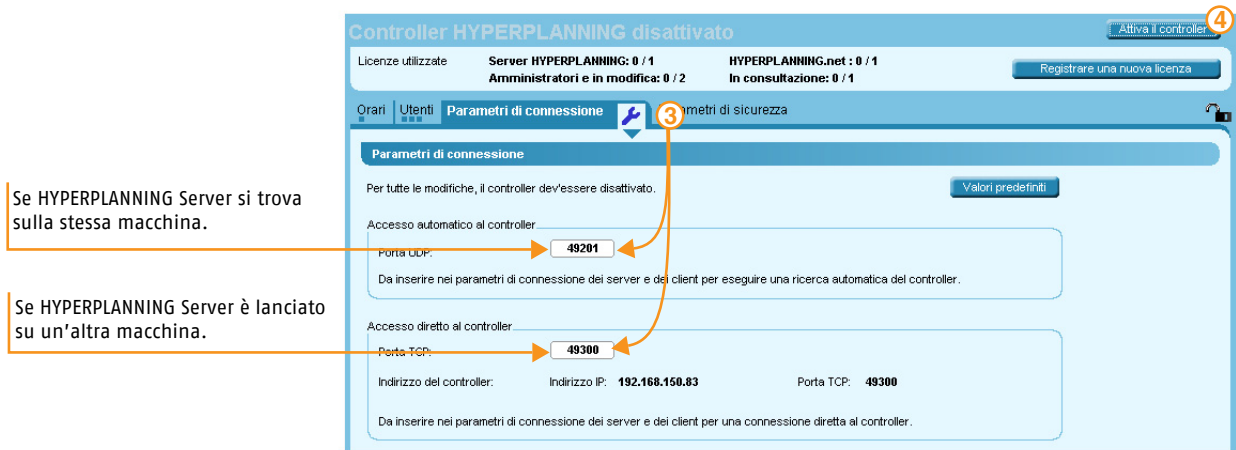 Controller HYPERPLANNING disattivato
Attiva il controller
4
Licenze utilizzate
Server HYPERPLANNING: 0 / 1
HYPERPLANNING.net : 0 / 1
Amministratori e in modifica: 0 / 2
In consultazione: 0 / 1
Registrare una nuova licenza
Orari
Utenti
Parametri di connessione
3
metri di sicurezza
Parametri di connessione
Per tutte le modifiche, il controller dev'essere disattivato.
Valori predefiniti
Se HYPERPLANNING Server si trova
sulla stessa macchina.
Accesso automatico al controller
Porta UDP:
49201
Da inserire nei parametri di connessione dei server e dei client per eseguire una ricerca automatica del controller.
Se HYPERPLANNING Server è lanciato
su un'altra macchina.
Accesso diretto al controller
Porta TCP:
49300
Indirizzo del controller:
Indirizzo IP: 192.168.150.83
Porta TCP: 49300
Da inserire nei parametri di connessione dei server e dei client per una connessione diretta al controller.